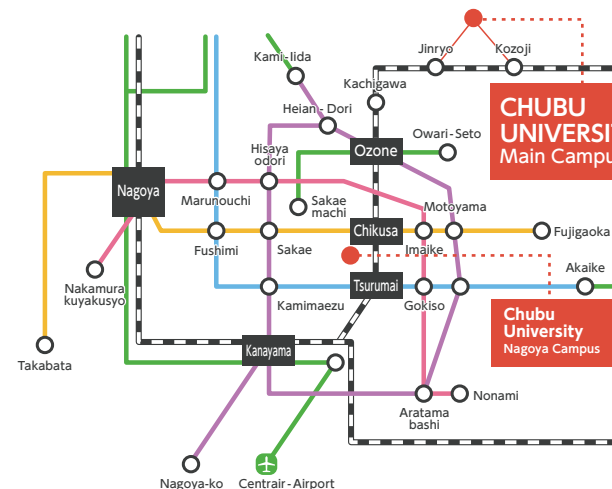 Jinryo
Kozoji
Kami-Iida
Kachigawa
CHUBU
Heian-Dori
Owari-Seto
Main
Hisaya
odori
Ozone
Nagoya
Marunouchi
Sakae
machi
Motoyama
Chikusa
Fushimi
Sakae
Imaike
Fujigaoka
Akaike
Nakamura
kuyakusyo
Tsurumai
Kamimaezu
Gokiso
Chubu
University
Nagoya Campus
Kanayama
Takabata
Nonami
Aratama
bashi
Nagoya-ko
Centrair-Airport